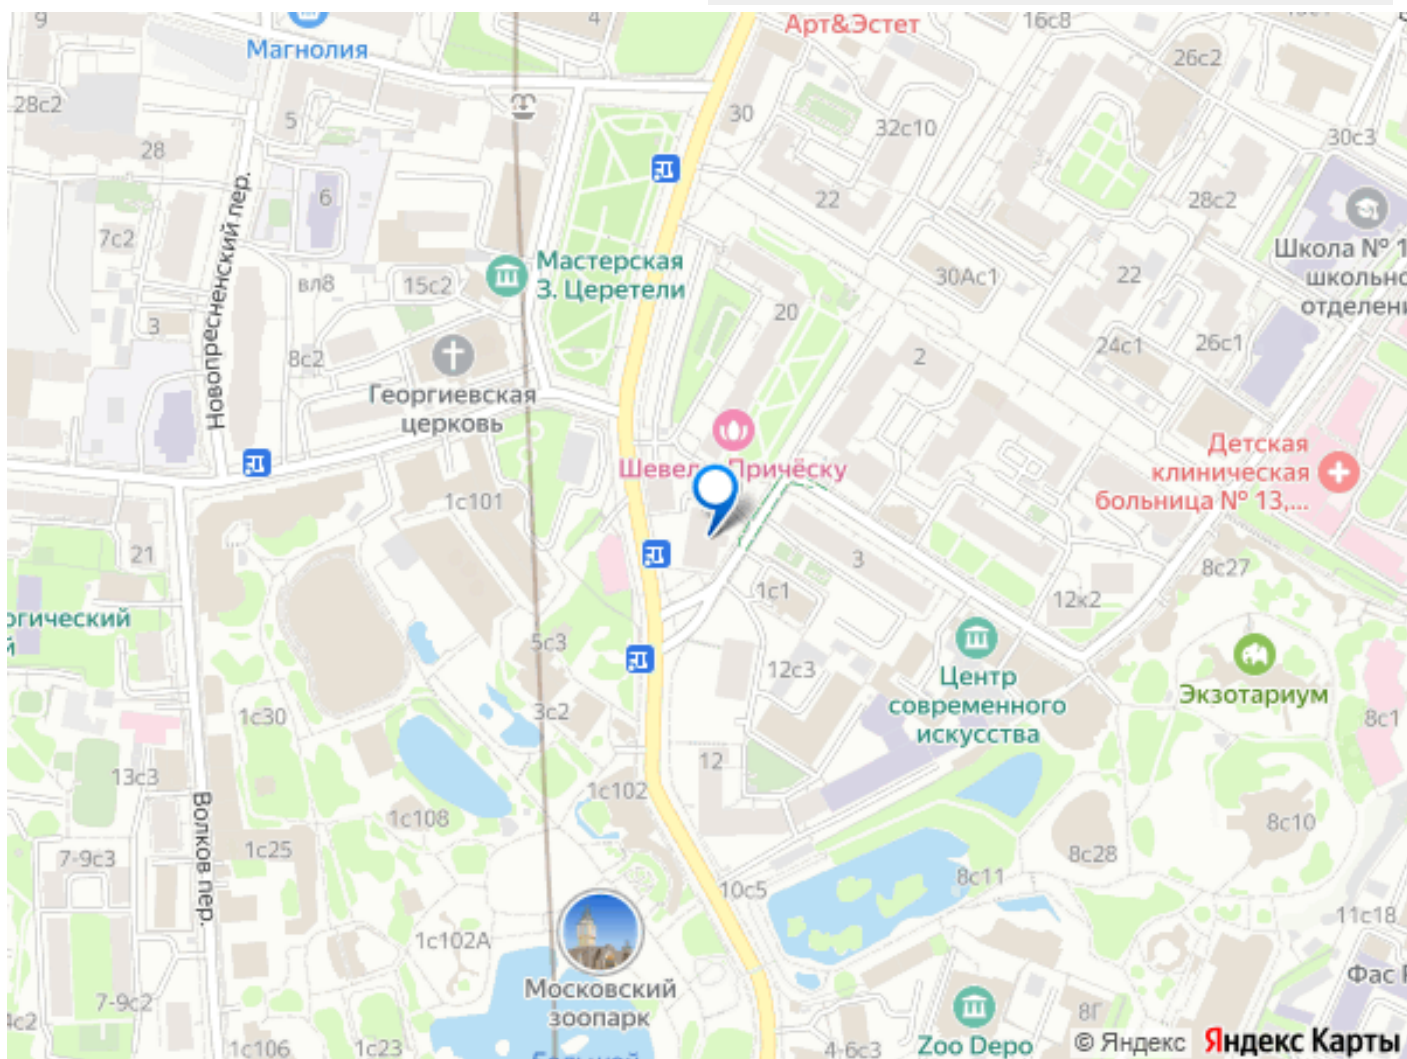 9
4
Арт&Эстет
16с8
Магнолия
26с2
28с2
5
30
32с10
30с3
28
6
22
28с2
7с2
Новопресненский пер.
Мастерская
З. Церетели
вл8
15с2
30Ас1
22
Школа № 1
школьно
отделени
3
20
8с2
2
24с1
26с1
Георгиевская
церковь
Шевел
Причёску
Детская
клиническая
больница № 13,...
1с101
21
3
8с27
1с1
12к2
огический
й
5с3
12с3
Центр
современного
искусства
Экзотариум
1с30
3с2
8с1
13с3
12
1с102
Волков пер.
1с108
8с10
7-9с3
1с25
8с28
10с5
8с11
1с102А
11с18
Московский
зоопарк
Фас
7-9с2
4с2
8Г
1с106
1с23
4-6с3
Zoo Depo
© Яндекс Яндекс Карты